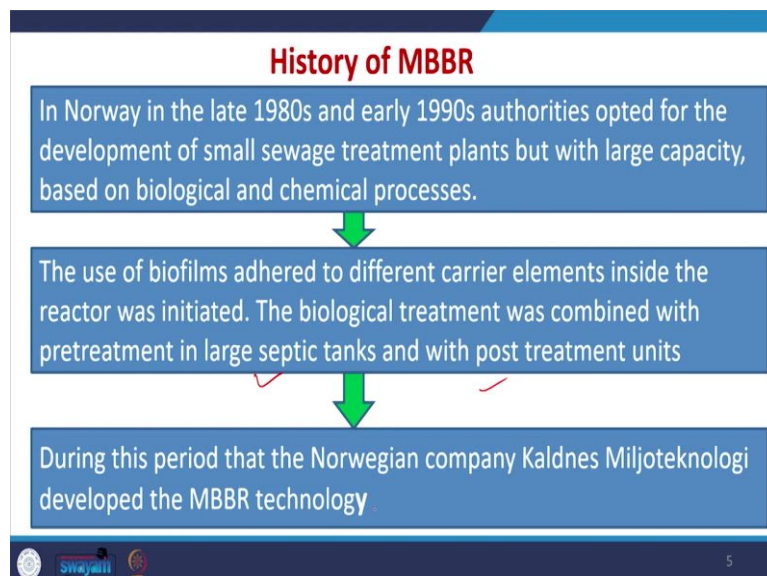 History of MBBR
In Norway in the late 1980s and early 1990s authorities opted for the
development of small sewage treatment plants but with large capacity,
based on biological and chemical processes.
The use of biofilms adhered to different carrier elements inside the
reactor was initiated. The biological treatment was combined with
pretreatment in large septic tanks and with post treatment units
During this period that the Norwegian company Kaldnes Miljoteknologi
developed the MBBR technology
swayam
5